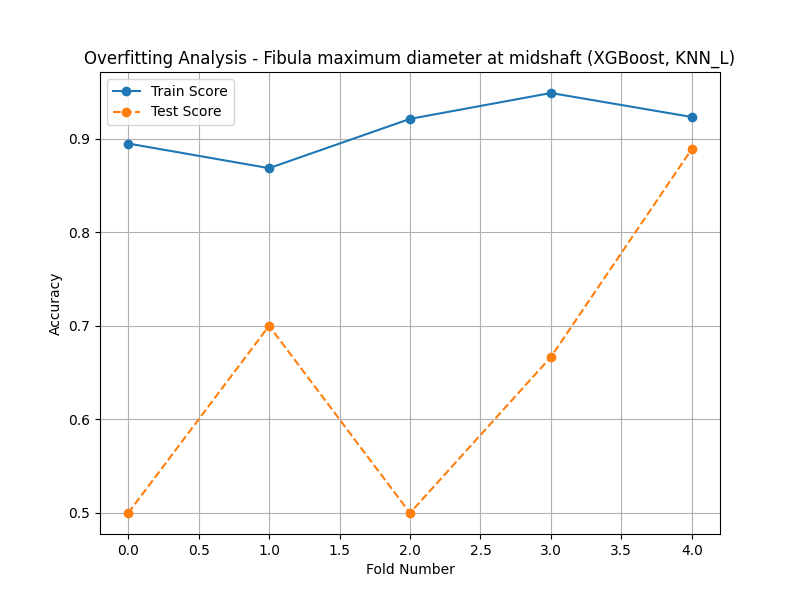 Overfitting Analysis - Fibula maximum diameter at midshaft (XGBoost, KNN_L)
Train Score
Test Score
0.9
0.8
0.7
0.6
0.5
Accuracy
0.0 0.5 1.0 1.5 2.0 2.5 3.0 3.5 4.0
Fold Number